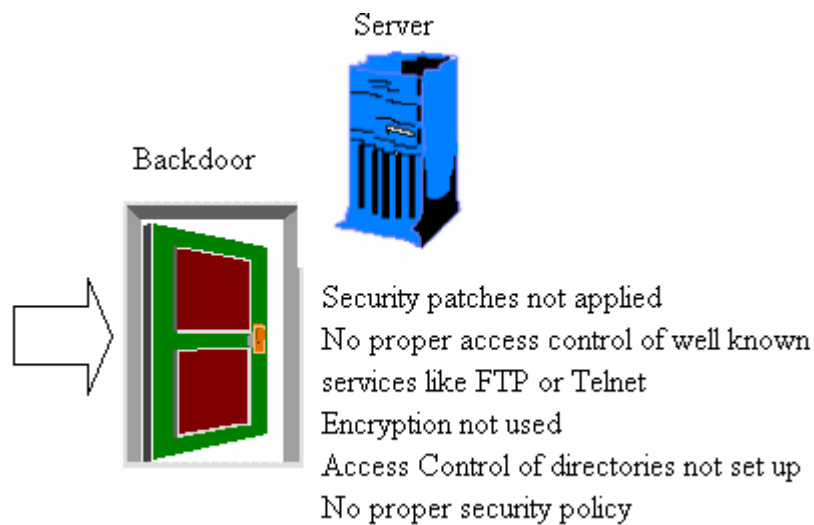 Server
Backdoor
Security patches not applied
No proper access control of well known
services like FTP or Telnet
Encryption not used
Access Control of directories not set up
No proper security policy